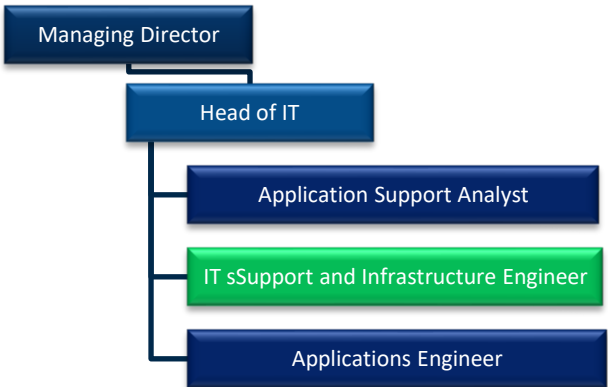 Managing Director
Head of IT
Application Support Analyst
IT sSupport and Infrastructure Engineer
Applications Engineer